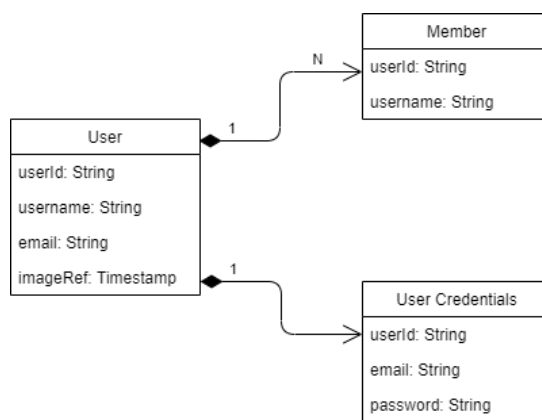 Member
userId: String
username: String
N
1
User
userId: String
username: String
email: String
imageRef: Timestamp
1
User Credentials
userId: String
email: String
password: String